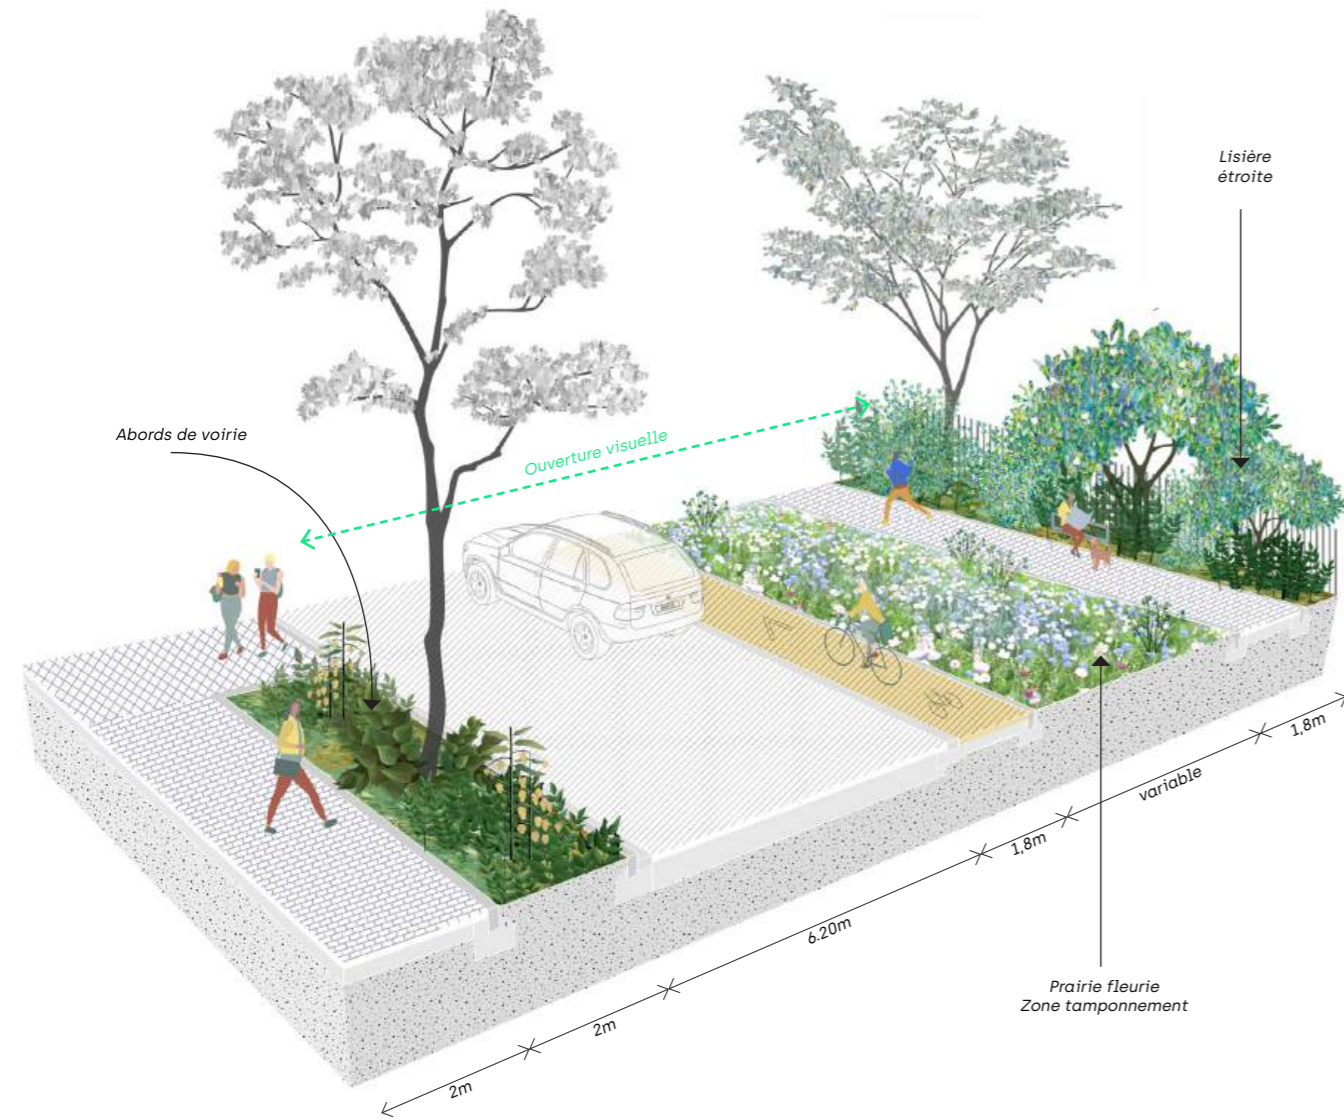 Lisière
étroite
Abords de voirie
Ouverture visuelle
1,8m
variable
1,8m
6.20m
2m
2m
Prairie fleurie
Zone tamponnement